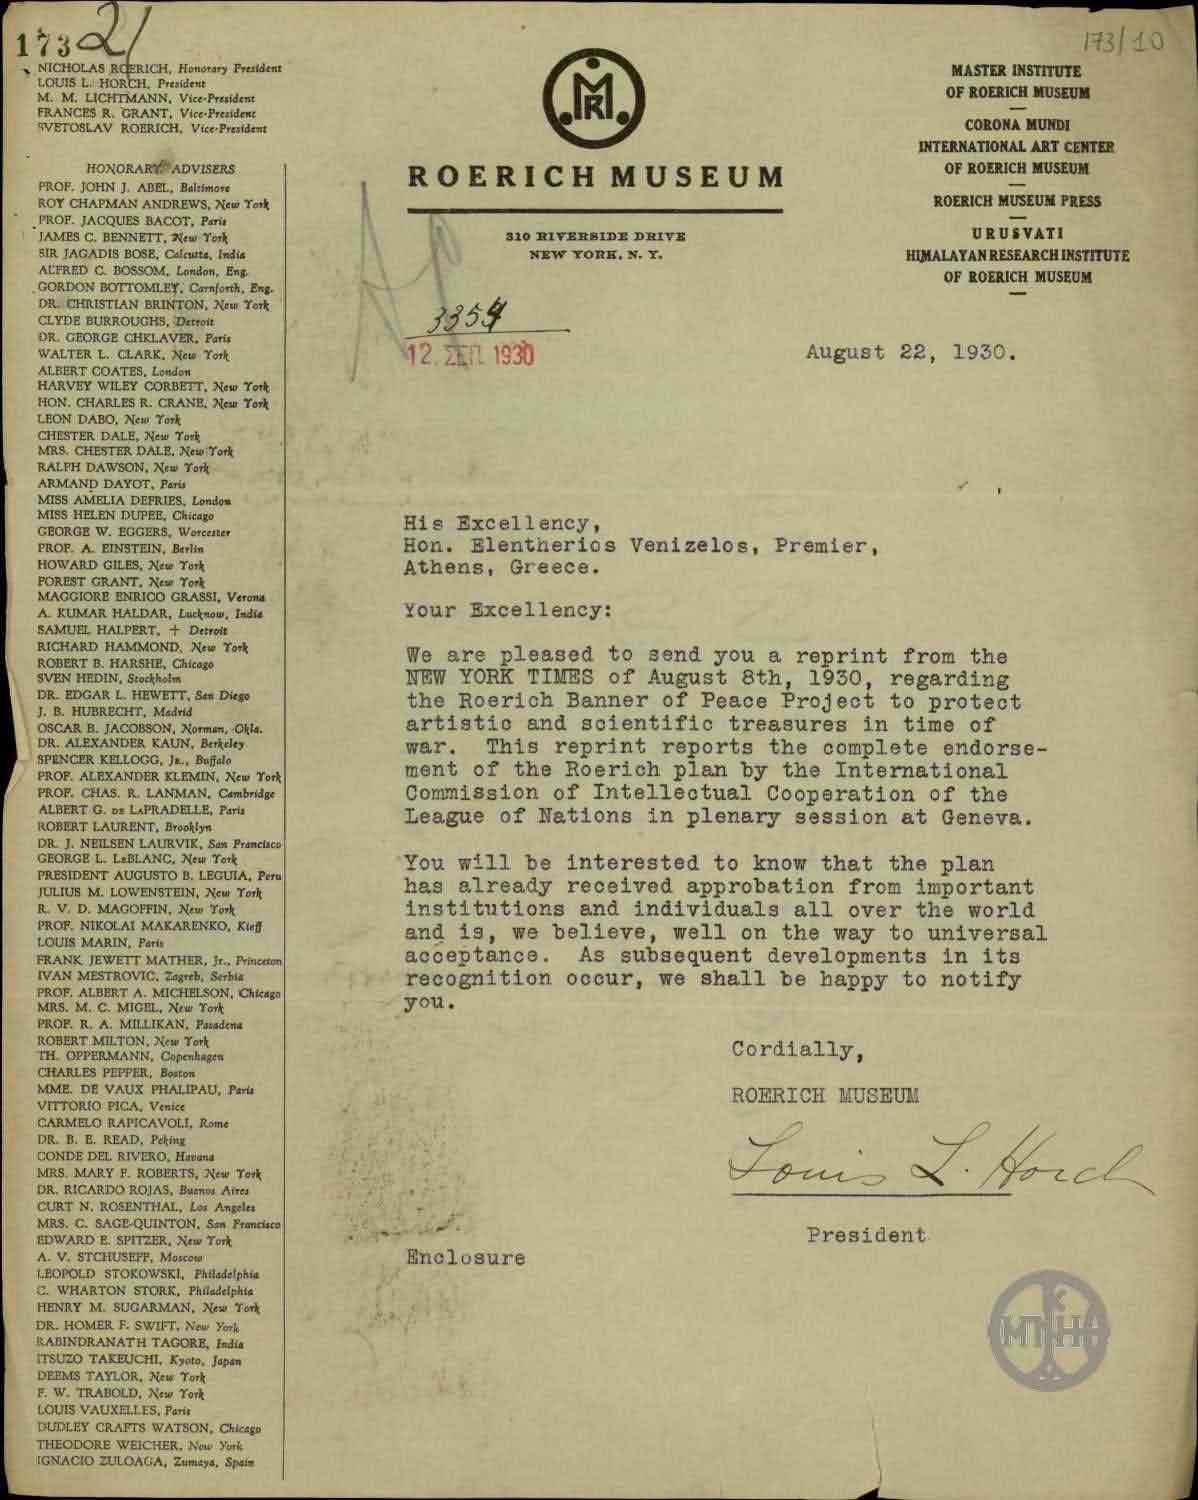 173
21
173/10
NICHOLAS ROERICH, Honorary President
LOUIS L. HORCH, President
M. M. LICHTMANN, Vice-President
FRANCES R. GRANT, Vice-President
SVETOSLAV ROERICH, Vice-President
HONORARY ADVISERS
PROF. JOHN J. ABEL, Baltimore
ROY CHAPMAN ANDREWS, New York
PROF. JACQUES BACOT, Paris
JAMES C. BENNETT, New York
SIR JAGADIS BOSE, Calcutta, India
ALFRED C. BOSSOM, London, Eng.
GORDON BOTTOMLEY, Carnforth, Eng.
DR. CHRISTIAN BRINTON, New York
CLYDE BURROUGHS, Detroit
DR. GEORGE CHKLAVER, Paris
WALTER L. CLARK, New York
ALBERT COATES, London
HARVEY WILEY CORBETT, New York
HON. CHARLES R. CRANE, New York
LEON DABO, New York
CHESTER DALE, New York
MRS. CHESTER DALE, New York
RALPH DAWSON, New York
ARMAND DAYOT, Paris
MISS AMELIA DEFRIES, London
MISS HELEN DUPEE, Chicago
GEORGE W. EGGERS, Worcester
PROF. A. EINSTEIN, Berlin
HOWARD GILES, New York
FOREST GRANT, New York
MAGGIORE ENRICO GRASSI, Verona
A. KUMAR HALDAR, Lucknow, India
SAMUEL HALPERT, + Detroit
RICHARD HAMMOND, New York
ROBERT B. HARSHE, Chicago
SVEN HEDIN, Stockholm
DR. EDGAR L. HEWETT, San Diego
J. B. HUBRECHT, Madrid
OSCAR B. JACOBSON, Norman, Okla.
DR. ALEXANDER KAUN, Berkeley
SPENCER KELLOGG, JR., Buffalo
PROF. ALEXANDER KLEMIN, New York
PROF. CHAS. R. LANMAN, Cambridge
ALBERT G. DE LAPRADELLE, Paris
ROBERT LAURENT, Brooklyn
DR. J. NEILSEN LAURVIK, San Francisco
GEORGE L. LeBLANC, New York
PRESIDENT AUGUSTO B. LEGUIA, Peru
JULIUS M. LOWENSTEIN, New York
R. V. D. MAGOFFIN, New York
PROF. NIKOLAI MAKARENKO, Kieff
LOUIS MARIN, Paris
FRANK JEWETT MATHER, Jr., Princeton
IVAN MESTROVIC, Zagreb, Serbia
PROF. ALBERT A. MICHELSON, Chicago
MRS. M. C. MIGEL, New York
PROF. R. A. MILLIKAN, Pasadena
ROBERT MILTON, New York
TH. OPPERMANN, Copenhagen
CHARLES PEPPER, Boston
MME. DE VAUX PHALIPAU, Paris
VITTORIO PICA, Venice
CARMELO RAPICAVOLI, Rome
DR. B. E. READ, Peking
CONDE DEL RIVERO, Havana
MRS. MARY F. ROBERTS, New York
DR. RICARDO ROJAS, Buenos Aires
CURT N. ROSENTHAL, Los Angeles
MRS. C. SAGE-QUINTON, San Francisco
EDWARD E. SPITZER, New York
A. V. STCHUSEFF, Moscow
LEOPOLD STOKOWSKI, Philadelphia
C. WHARTON STORK, Philadelphia
HENRY M. SUGARMAN, New York
DR. HOMER F. SWIFT, New York
RABINDRANATH TAGORE, India
ITSUZO TAKEUCHI, Kyoto, Japan
DEEMS TAYLOR, New York
F. W. TRABOLD, New York
LOUIS VAUXELLES, Paris
DUDLEY CRAFTS WATSON, Chicago
THEODORE WEICHER, New York
IGNACIO ZULOAGA, Zumaya, Spain
ROERICH MUSEUM
310 RIVERSIDE DRIVE
NEW YORK, N. Y.
MASTER INSTITUTE
OF ROERICH MUSEUM
CORONA MUNDI
INTERNATIONAL ART CENTER
OF ROERICH MUSEUM
ROERICH MUSEUM PRESS
URUSVATI
HIMALAYAN RESEARCH INSTITUTE
OF ROERICH MUSEUM
3354
12. ΣΕΠ. 1930
August 22, 1930.
His Excellency,
Hon. Elentherios Venizelos, Premier,
Athens, Greece.
Your Excellency:
We are pleased to send you a reprint from the
NEW YORK TIMES of August 8th, 1930, regarding
the Roerich Banner of Peace Project to protect
artistic and scientific treasures in time of
war. This reprint reports the complete endorse-
ment of the Roerich plan by the International
Commission of Intellectual Cooperation of the
League of Nations in plenary session at Geneva.
You will be interested to know that the plan
has already received approbation from important
institutions and individuals all over the world
and is, we believe, well on the way to universal
acceptance. As subsequent developments in its
recognition occur, we shall be happy to notify
you.
Cordially,
ROERICH MUSEUM
Louis L. Horch
President
Enclosure